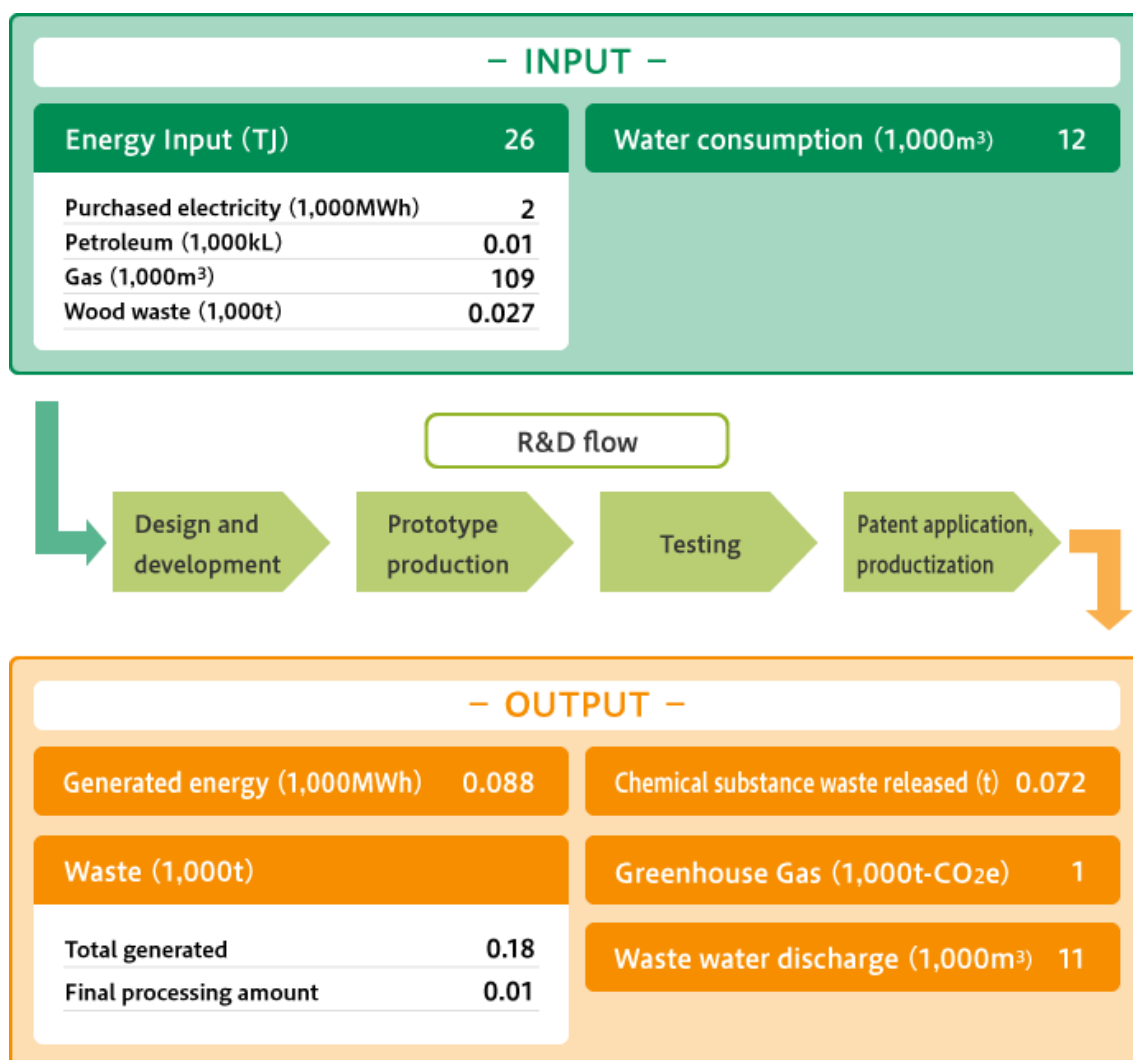 – INPUT –
Energy Input (TJ) 26
Purchased electricity (1,000MWh) 2
Petroleum (1,000kL) 0.01
Gas (1,000m³) 109
Wood waste (1,000t) 0.027
Water consumption (1,000m³) 12
R&D flow
Design and
development
Prototype
production
Testing
Patent application,
productization
– OUTPUT –
Generated energy (1,000MWh) 0.088
Waste (1,000t)
Total generated 0.18
Final processing amount 0.01
Chemical substance waste released (t) 0.072
Greenhouse Gas (1,000t-CO2e) 1
Waste water discharge (1,000m³) 11